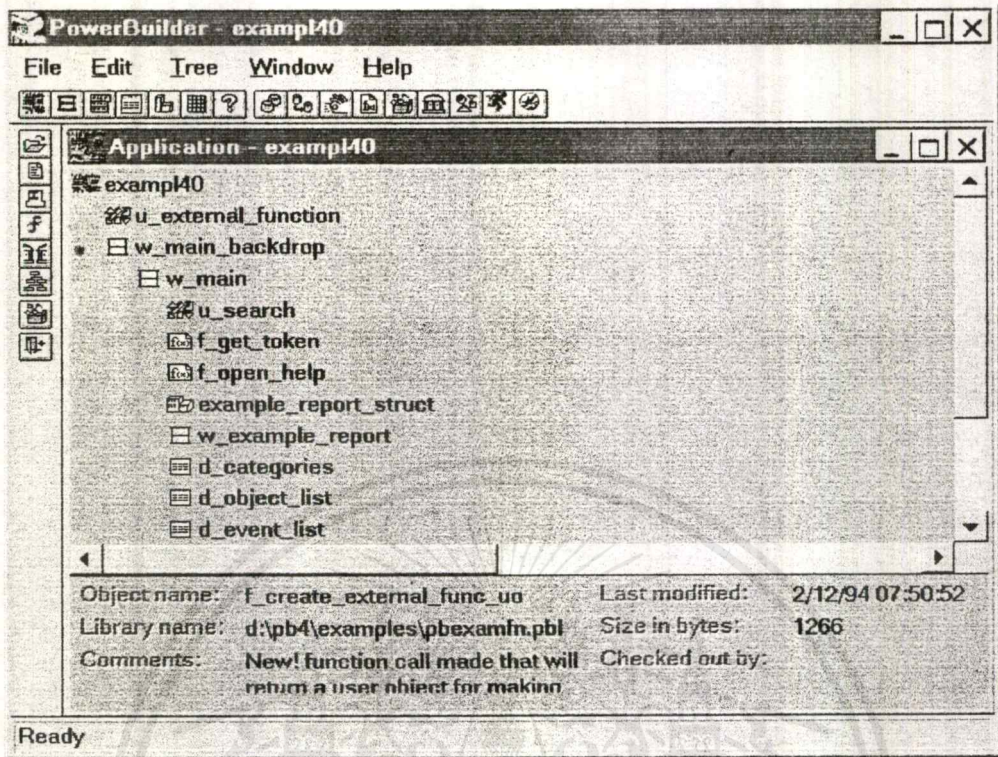 PowerBuilder - exampl40
File Edit Tree Window Help
Application - exampl40
exampl40
u_external_function
w_main_backdrop
w_main
u_search
f_get_token
f_open_help
example_report_struct
w_example_report
d_categories
d_object_list
d_event_list
Object name: f_create_external_func_uo Last modified: 2/12/94 07:50:52
Library name: d:\pb4\examples\pbexamfn.pbl Size in bytes: 1266
Comments: New! function call made that will Checked out by:
return a user object for making
Ready